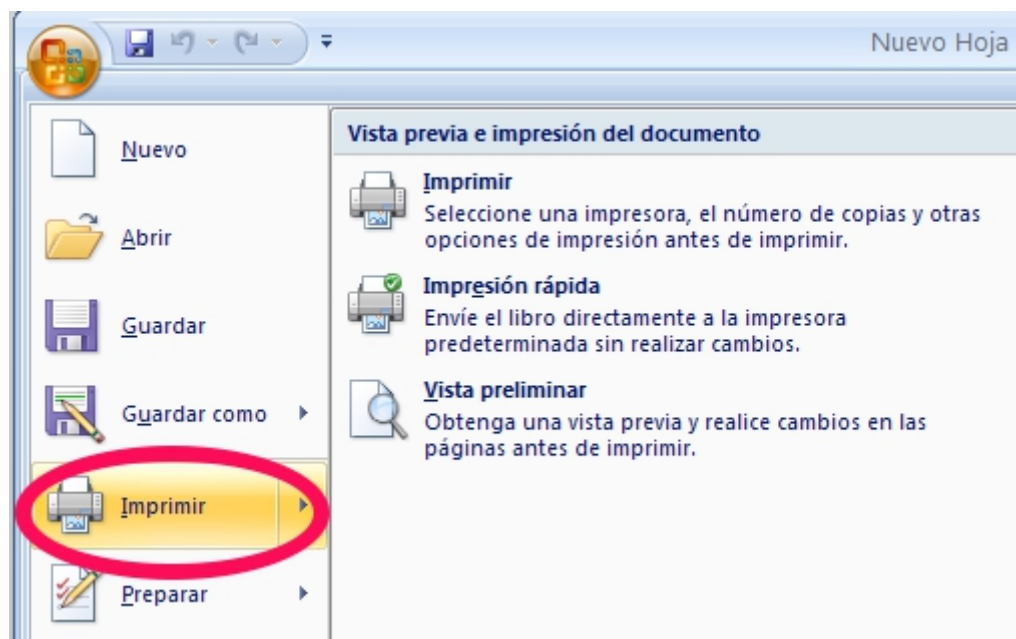 Nuevo Hoja
Nuevo
Abrir
Guardar
Guardar como
Imprimir
Preparar
Vista previa e impresión del documento
Imprimir
Seleccione una impresora, el número de copias y otras
opciones de impresión antes de imprimir.
Impresión rápida
Envíe el libro directamente a la impresora
predeterminada sin realizar cambios.
Vista preliminar
Obtenga una vista previa y realice cambios en las
páginas antes de imprimir.